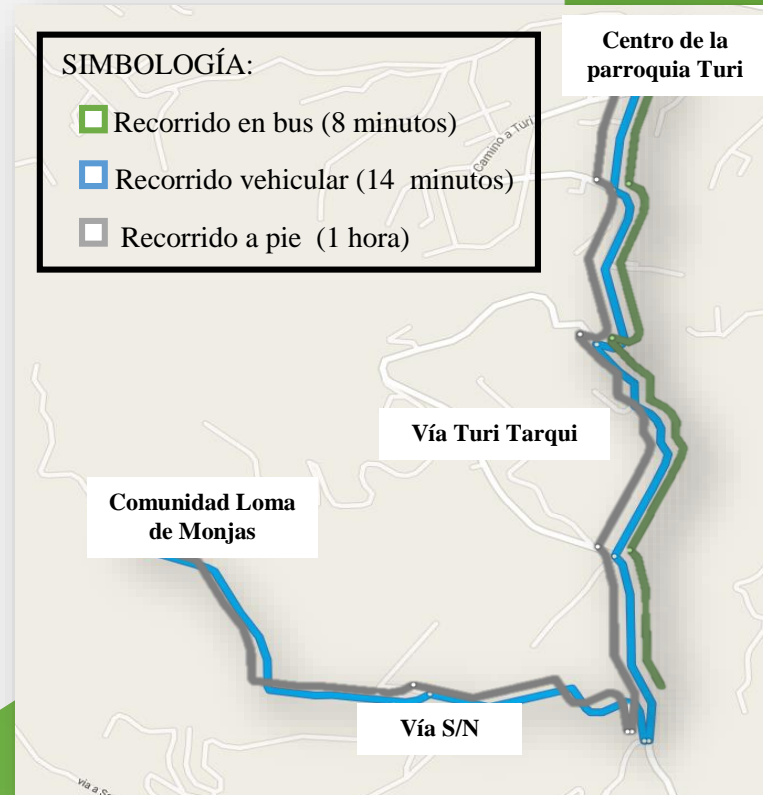 Centro de la
parroquia Turi
SIMBOLOGÍA:
Recorrido en bus (8 minutos)
Recorrido vehicular (14 minutos)
Recorrido a pie (1 hora)
Camino a Turi
Vía Turi Tarqui
Comunidad Loma
de Monjas
Vía S/N
via a